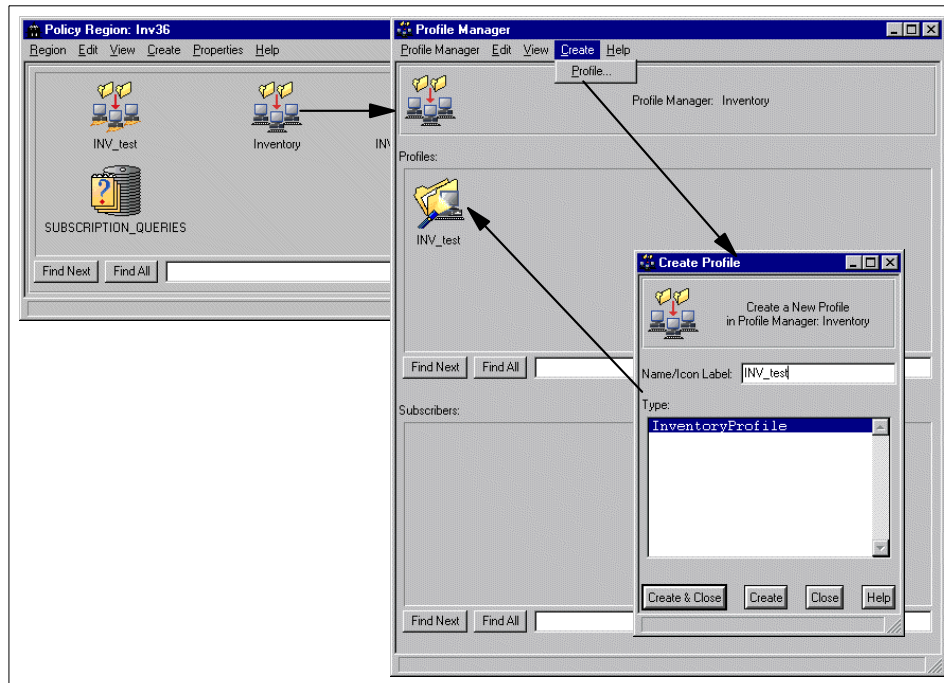 Policy Region: Inv36
Region Edit View Create Properties Help
INV_test
Inventory
INV
SUBSCRIPTION_QUERIES
Find Next Find All
Profile Manager
Profile Manager Edit View Create Help
Profile...
Profile Manager: Inventory
Profiles:
INV_test
Find Next Find All
Subscribers:
Find Next Find All
Create Profile
Create a New Profile
in Profile Manager: Inventory
Name/Icon Label: INV_test
Type:
InventoryProfile
Create & Close Create Close Help